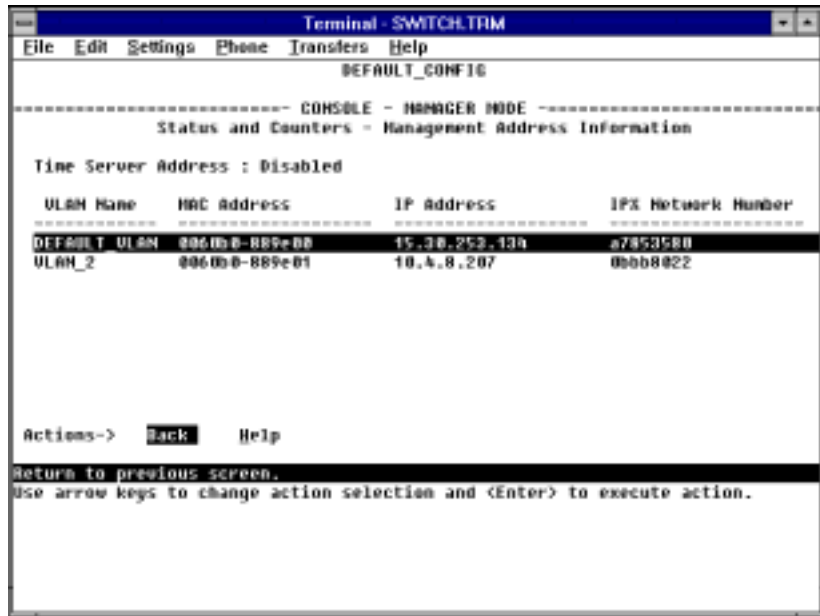 Terminal - SWITCH.TRM
File Edit Settings Phone Transfers Help
DEFAULT_CONFIG
==========================- CONSOLE - MANAGER MODE -==========================
Status and Counters - Management Address Information
Time Server Address : Disabled
VLAN Name MAC Address IP Address IPX Network Number
------------ ------------------- ------------------- -------------------
DEFAULT_VLAN 0060b0-889e00 15.30.253.134 a7853580
VLAN_2 0060b0-889e01 10.4.8.207 0bbb8022
Actions-> Back Help
Return to previous screen.
Use arrow keys to change action selection and <Enter> to execute action.